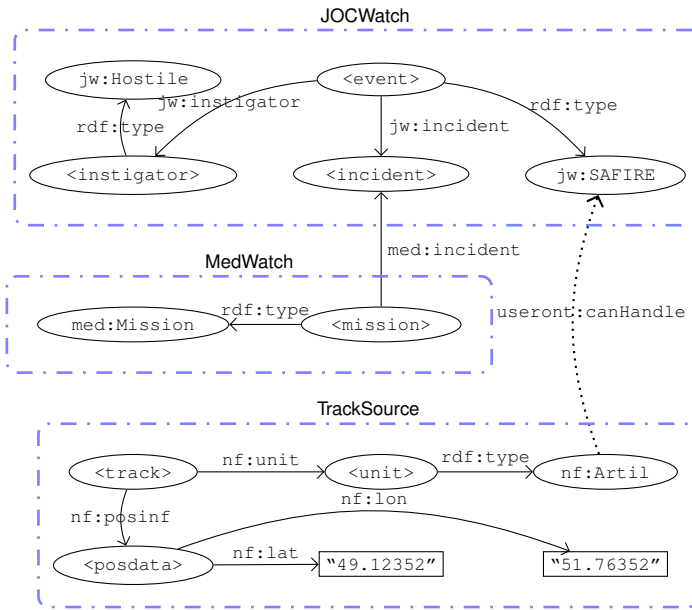 JOCWatch
jw:Hostile
<event>
jw:instigator
rdf:type
rdf:type
jw:incident
<instigator>
<incident>
jw:SAFIRE
med:incident
MedWatch
useront:canHandle
rdf:type
med:Mission
<mission>
TrackSource
<track>
nf:unit
<unit>
rdf:type
nf:Artil
nf:lon
nf:posinf
nf:lat
<posdata>
“49.12352”
“51.76352”